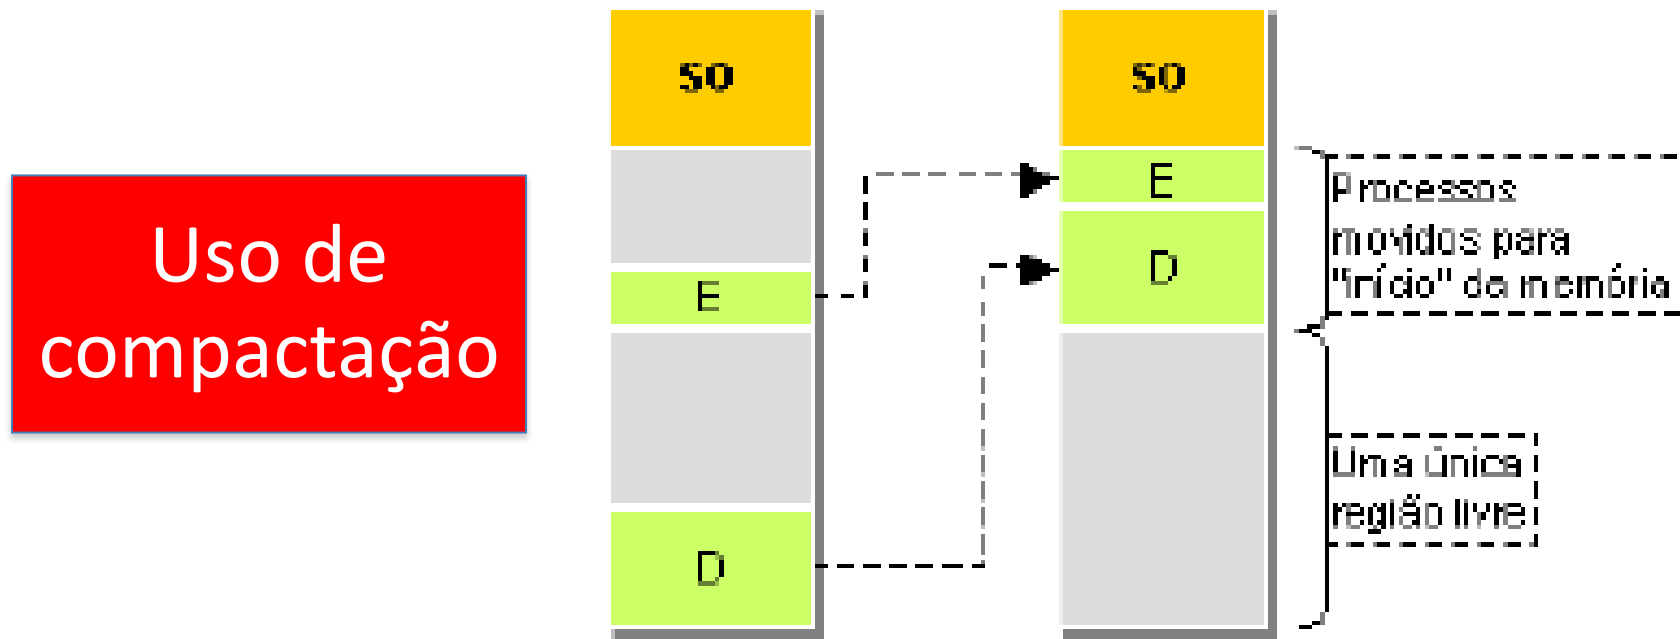 Uso de
compactação
SO
E
D
SO
E
D
Processos
movidos para
"início" da memória
Uma única
região livre